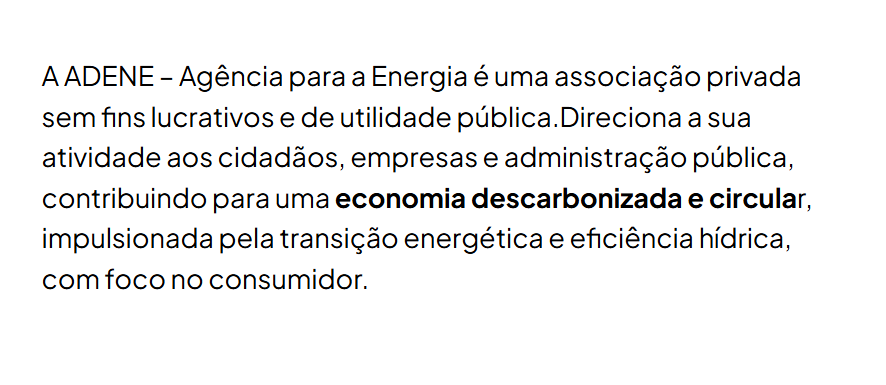 A ADENE – Agência para a Energia é uma associação privada
sem fins lucrativos e de utilidade pública.Direciona a sua
atividade aos cidadãos, empresas e administração pública,
contribuindo para uma economia descarbonizada e circular,
impulsionada pela transição energética e eficiência hídrica,
com foco no consumidor.